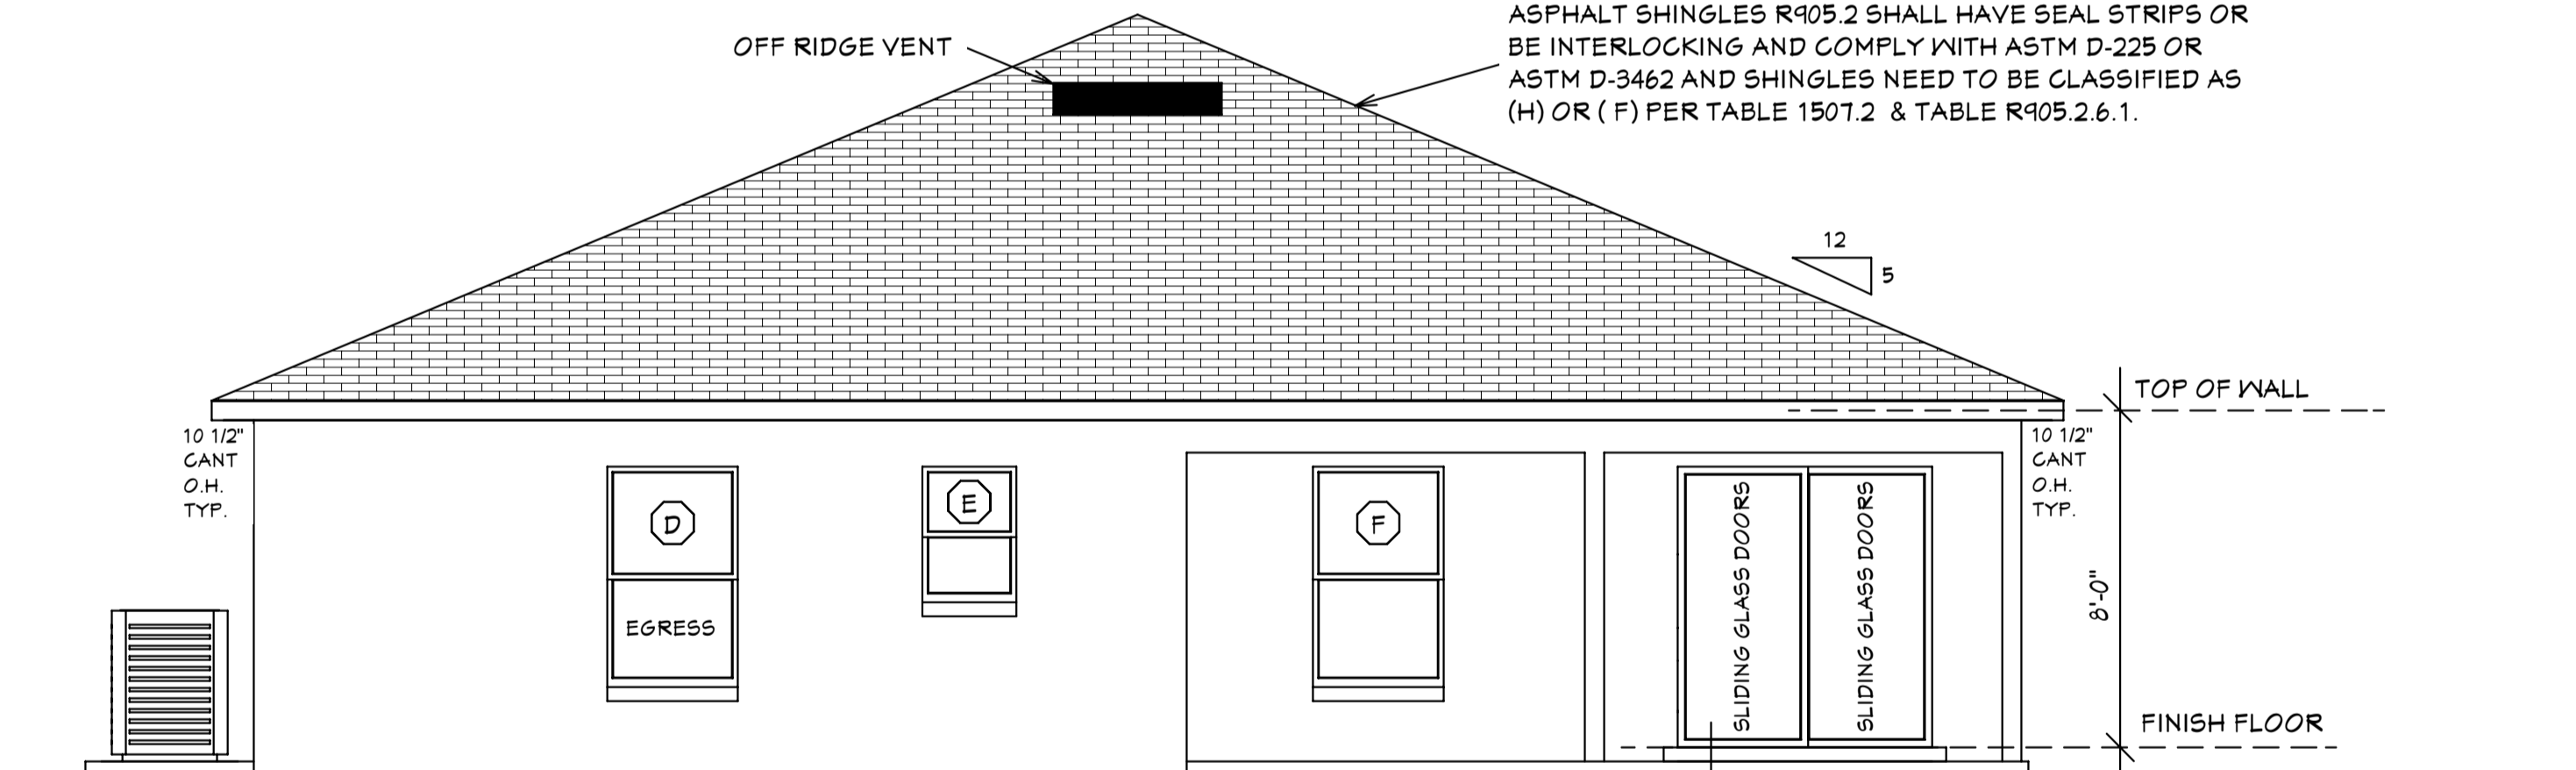 OFF RIDGE VENT
ASPHALT SHINGLES R905.2 SHALL HAVE SEAL STRIPS OR
BE INTERLOCKING AND COMPLY WITH ASTM D-225 OR
ASTM D-3462 AND SHINGLES NEED TO BE CLASSIFIED AS
(H) OR ( F) PER TABLE 1507.2 & TABLE R905.2.6.1.
12
5
TOP OF WALL
10 1/2"
CANT
O.H.
TYP.
10 1/2"
CANT
O.H.
TYP.
D
E
F
EGRESS
SLIDING GLASS DOORS
SLIDING GLASS DOORS
8'-0"
FINISH FLOOR